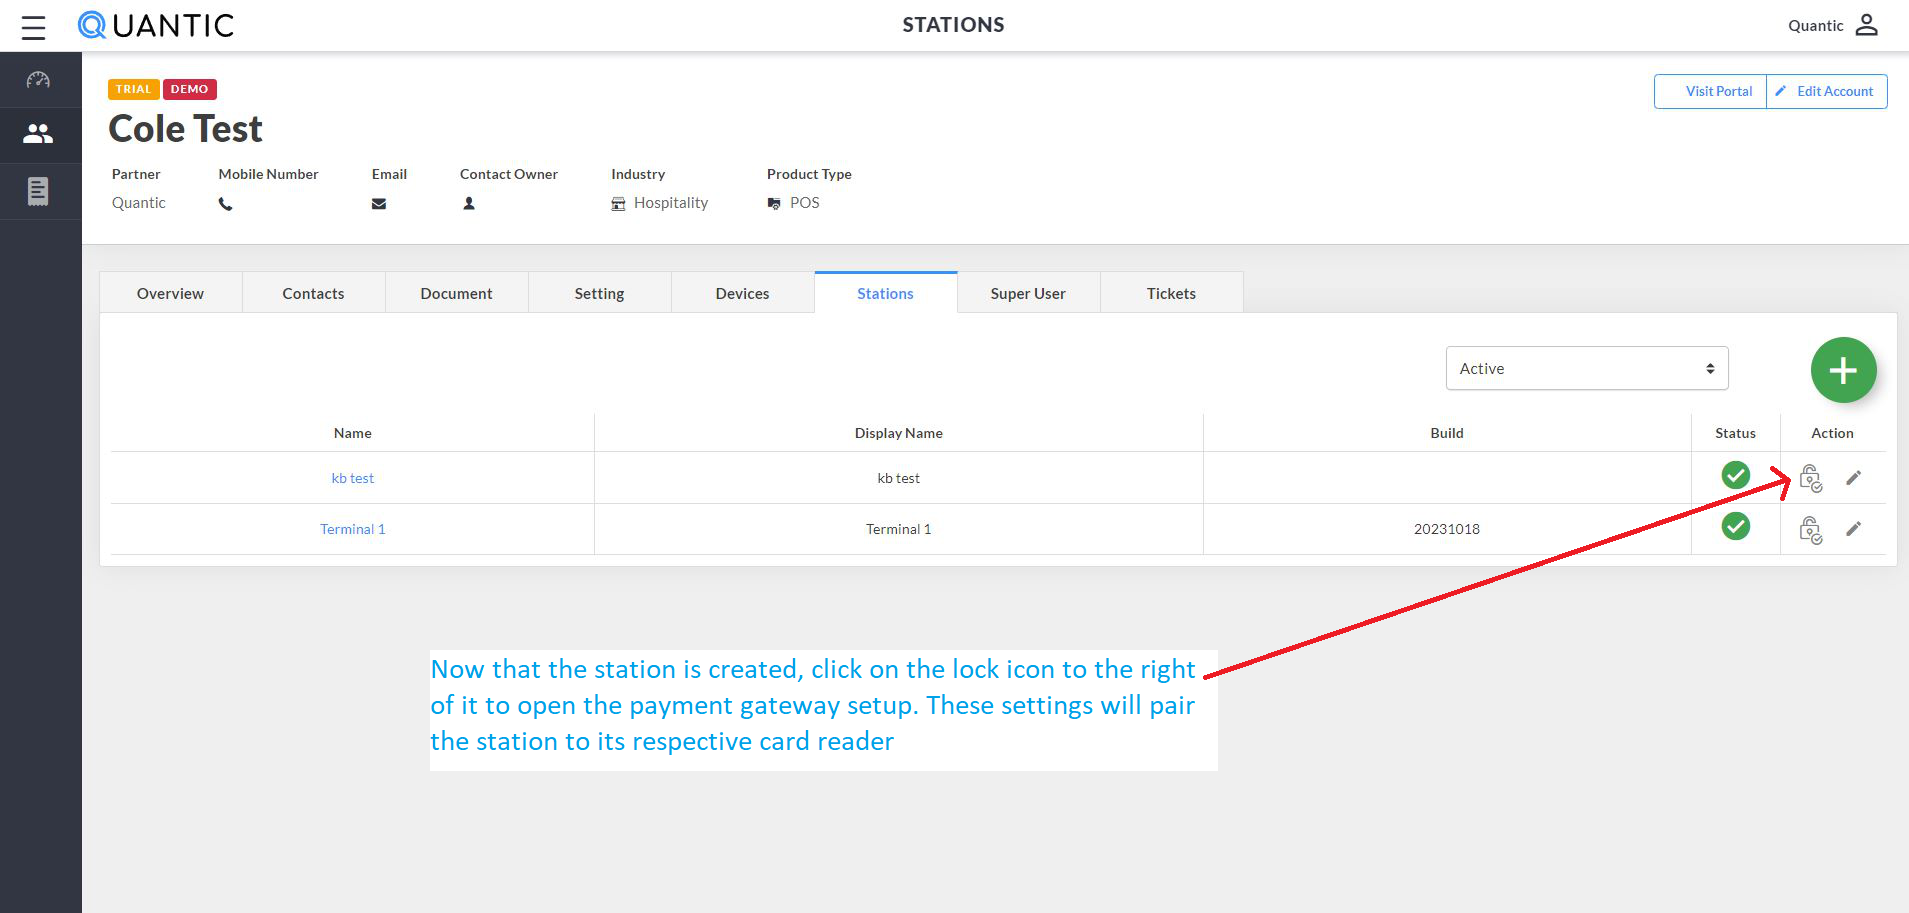 QUANTIC
STATIONS
Quantic
TRIAL DEMO
Visit Portal Edit Account
Cole Test
Partner Mobile Number Email Contact Owner Industry Product Type
Quantic Hospitality POS
Overview Contacts Document Setting Devices Stations Super User Tickets
Active
Name Display Name Build Status Action
kb test kb test
Terminal 1 Terminal 1 20231018
Now that the station is created, click on the lock icon to the right
of it to open the payment gateway setup. These settings will pair
the station to its respective card reader